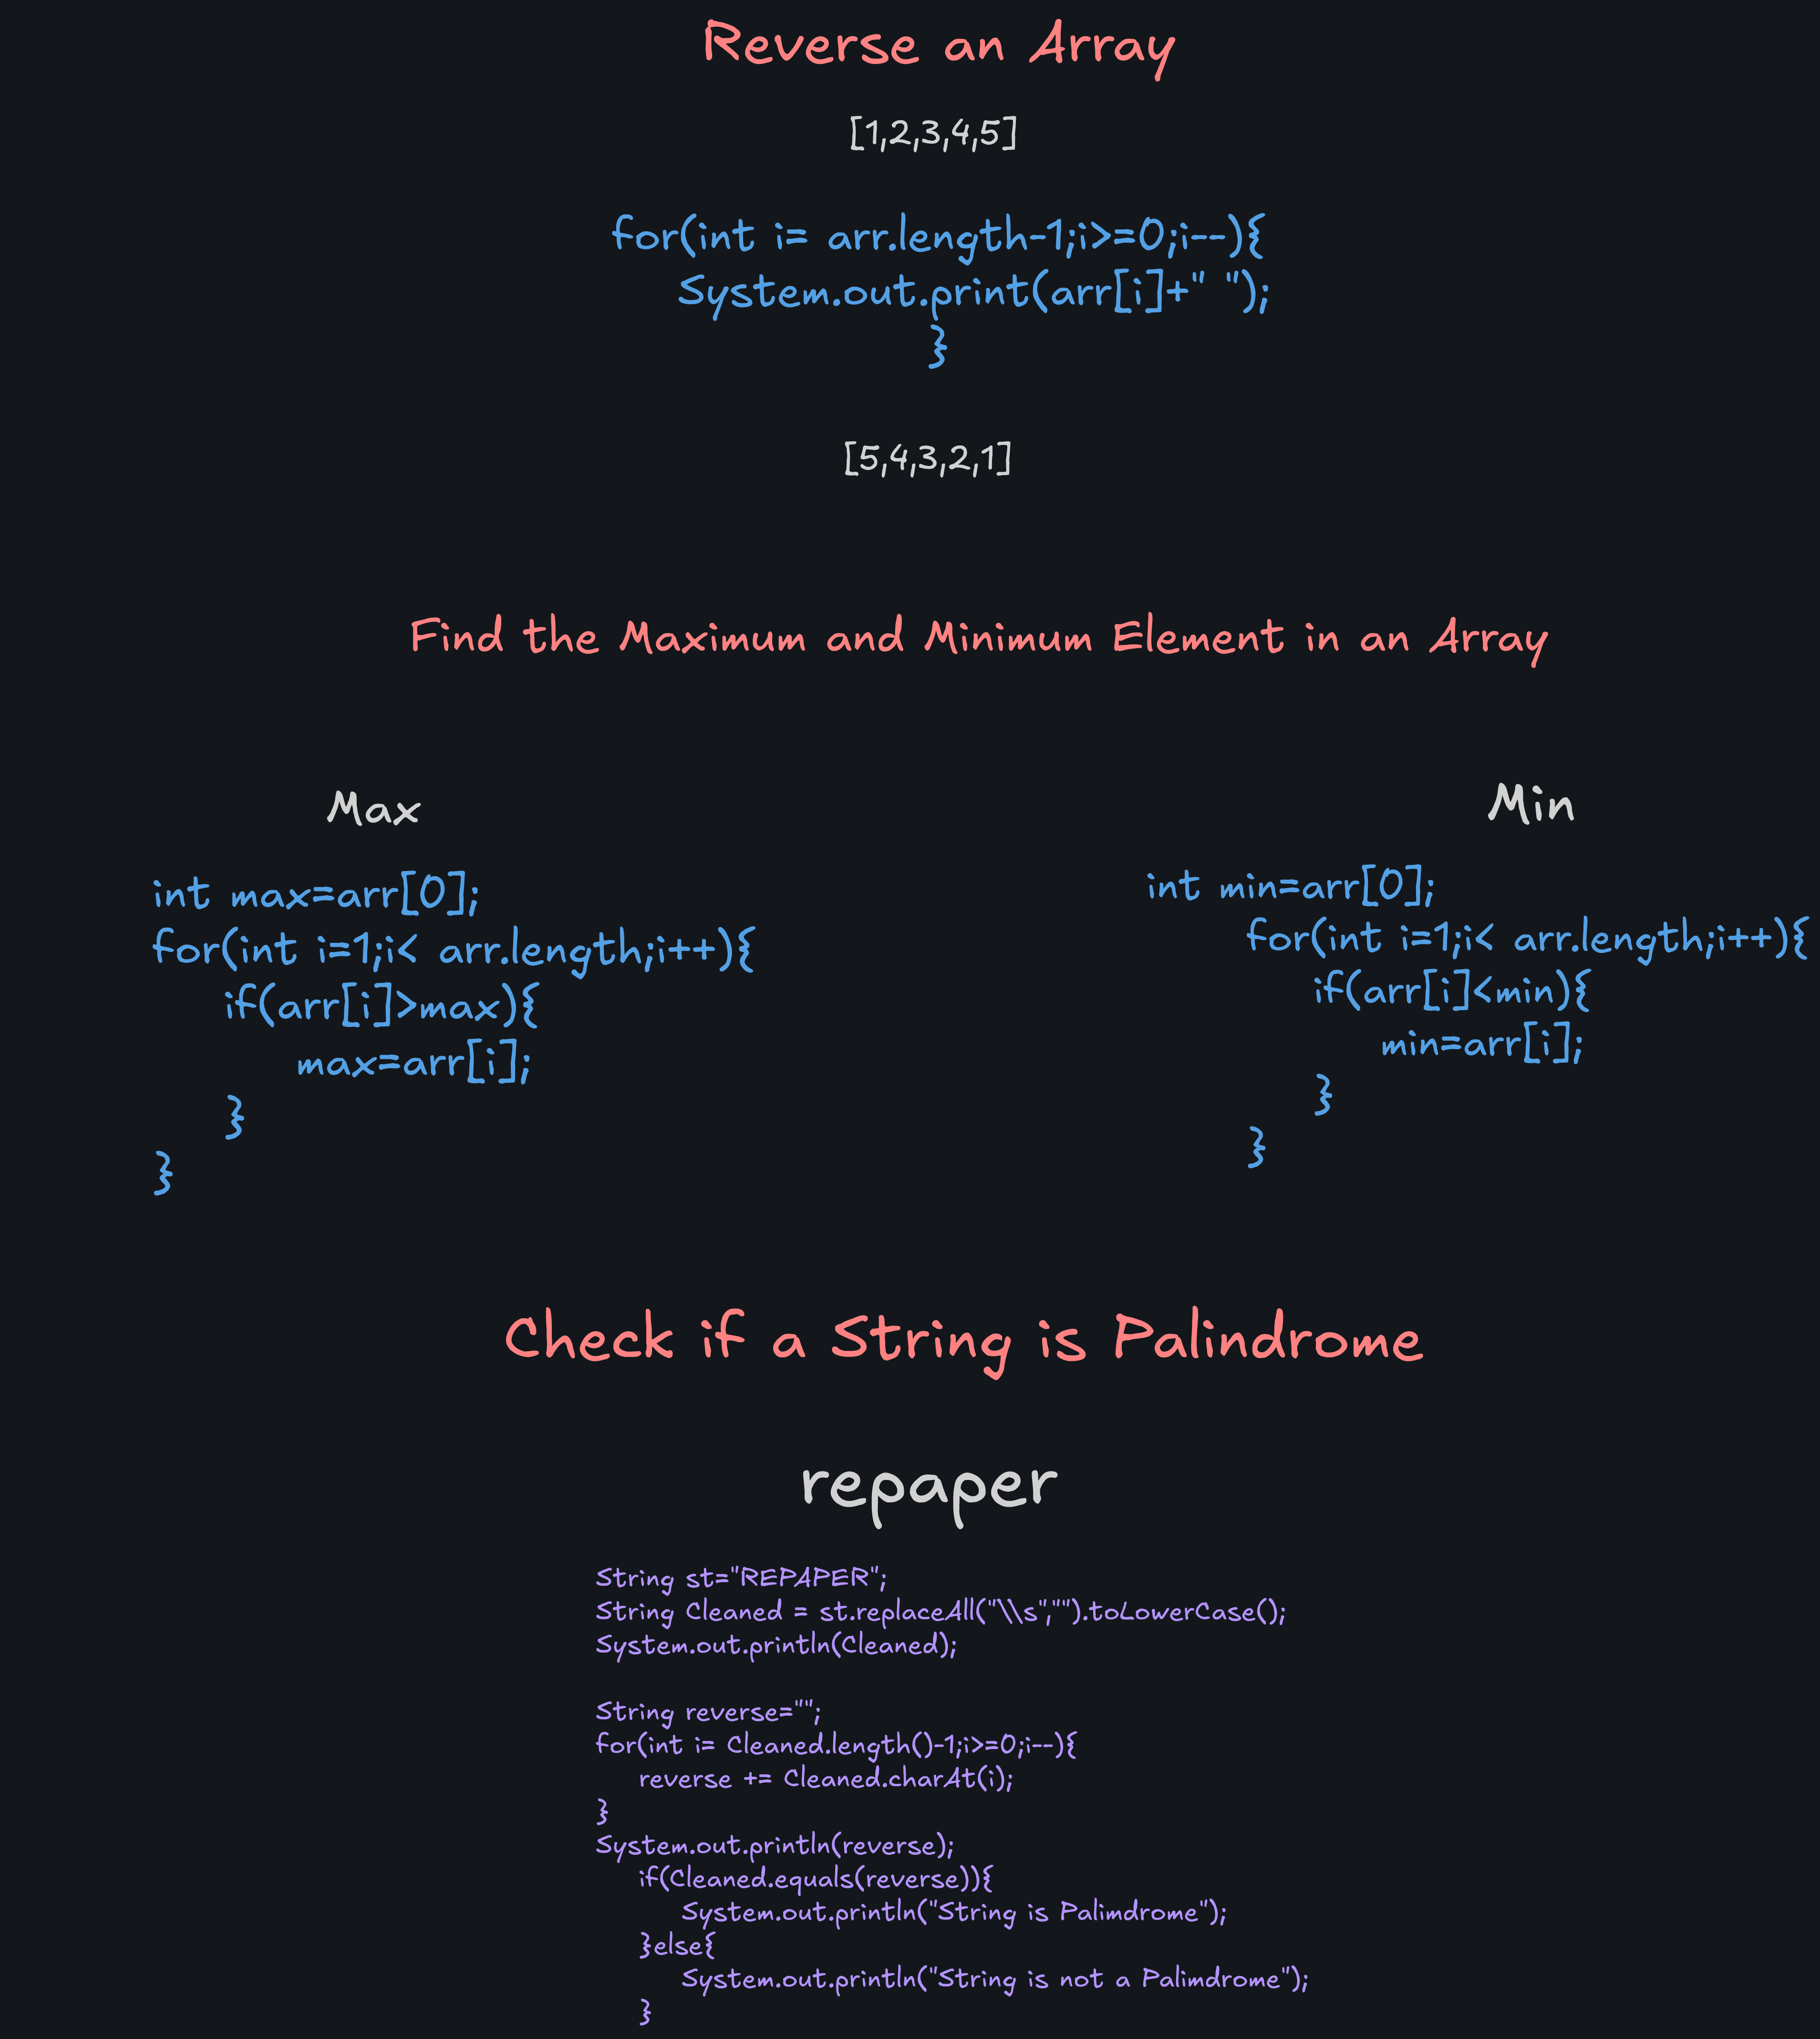 Reverse an Array
[1,2,3,4,5]
for(int i= arr.length-1;i>=0;i--){
System.out.print(arr[i]+" ");
}
[5,4,3,2,1]
Find the Maximum and Minimum Element in an Array
Max
int max=arr[0];
for(int i=1;i< arr.length;i++){
if(arr[i]>max){
max=arr[i];
}
}
Min
int min=arr[0];
for(int i=1;i< arr.length;i++){
if(arr[i]<min){
min=arr[i];
}
}
Check if a String is Palindrome
repaper
String st="REPAPER";
String Cleaned = st.replaceAll("\\s","").toLowerCase();
System.out.println(Cleaned);
String reverse="";
for(int i= Cleaned.length()-1;i>=0;i--){
reverse += Cleaned.charAt(i);
}
System.out.println(reverse);
if(Cleaned.equals(reverse)){
System.out.println("String is Palimdrome");
}else{
System.out.println("String is not a Palimdrome");
}